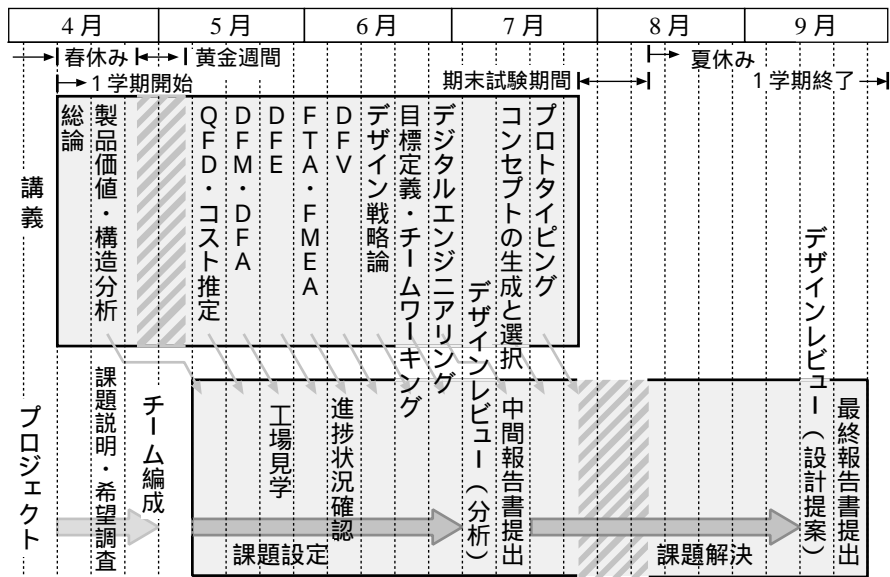 4月
5月
6月
7月
8月
9月
春休み
黄金週間
夏休み
1学期開始
期末試験期間
1学期終了
講義
総論
製品価値・構造分析
QFD・コスト推定
DFM・DFA
DFE
FTA・FMEA
DFV
デザイン戦略論
目標定義・チームワーキング
デジタルエンジニアリング
コンセプトの生成と選択
プロトタイピング
プロジェクト
課題説明・希望調査
チーム編成
工場見学
進捗状況確認
デザインレビュー(分析)
中間報告書提出
デザインレビュー(設計提案)
最終報告書提出
課題設定
課題解決